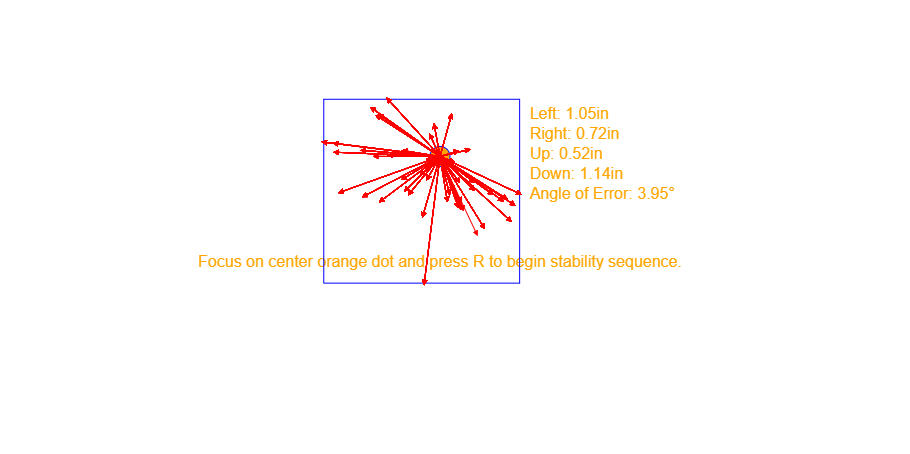 Left: 1.05in
Right: 0.72in
Up: 0.52in
Down: 1.14in
Angle of Error: 3.95°
Focus on center orange dot and press R to begin stability sequence.